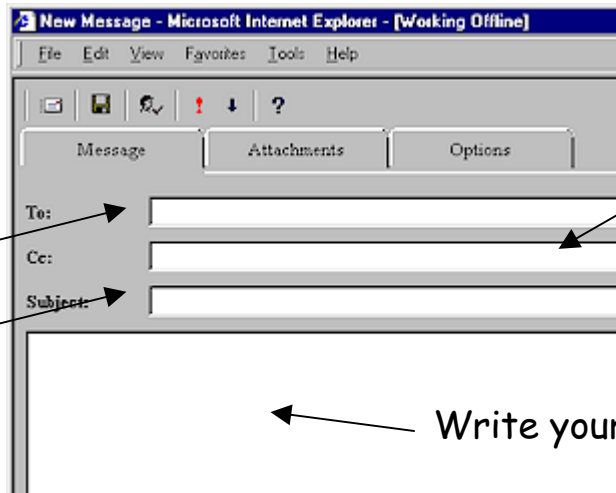 New Message - Microsoft Internet Explorer - [Working Offline]
File Edit View Favorites Tools Help
Message Attachments Options
To:
Cc:
Subject:
Write your